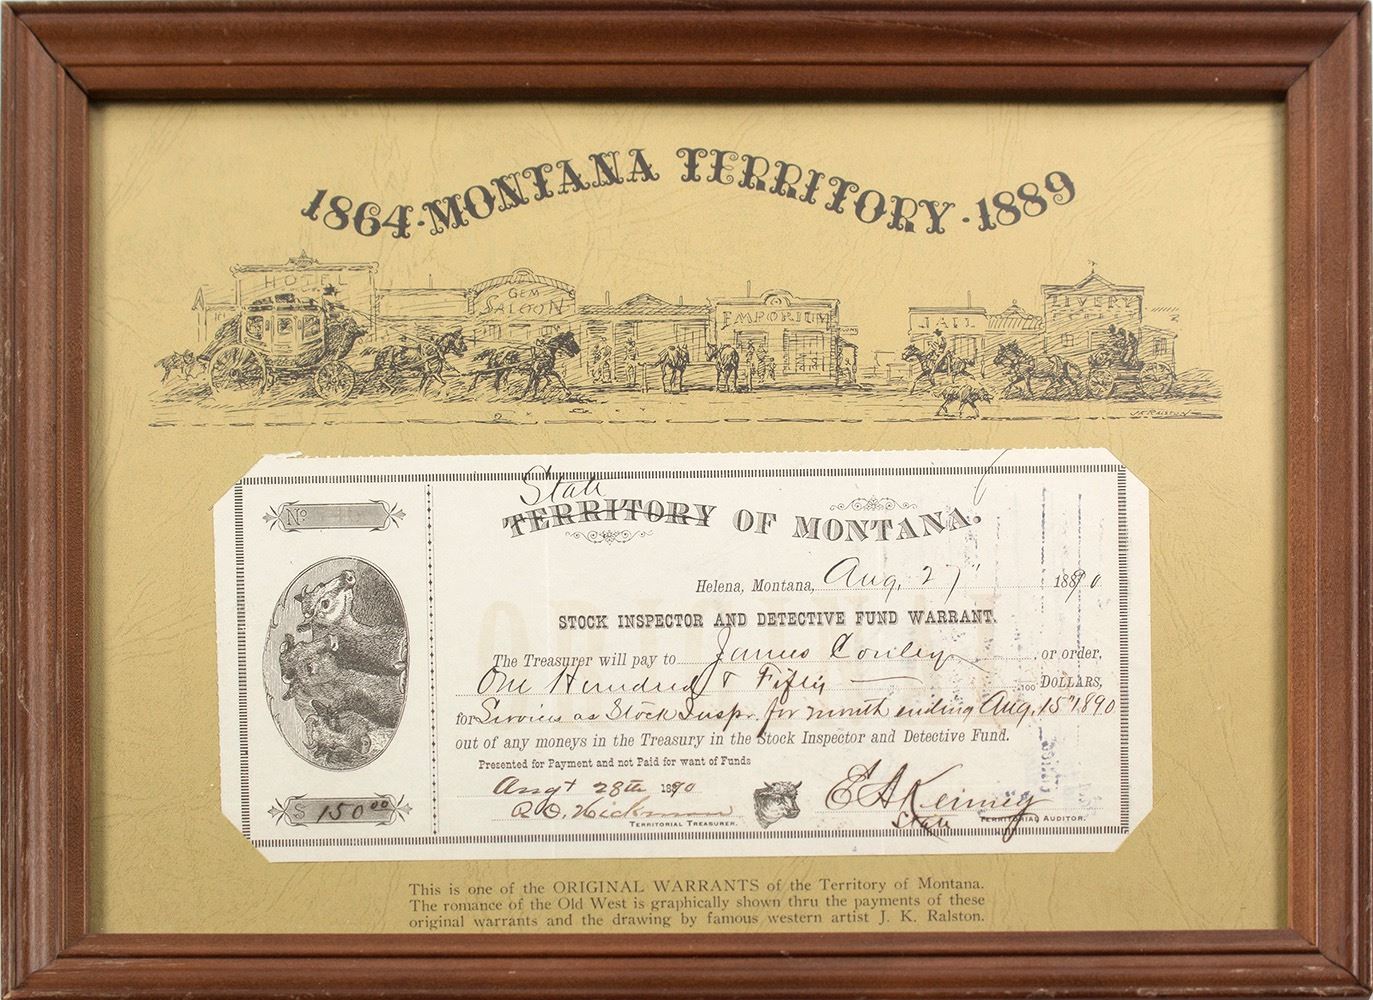 1864 · MONTANA TERRITORY · 1889
HOTEL
GEM
SALOON
EMPORIUM
JAIL
LIVERY
J.K. RALSTON
State
TERRITORY OF MONTANA.
No
Helena, Montana, Aug. 27" 1890
STOCK INSPECTOR AND DETECTIVE FUND WARRANT.
The Treasurer will pay to James Conley or order,
One Hundred & Fifty /100 DOLLARS,
for Services as Stock Inspr. for month ending Aug. 15" 1890
out of any moneys in the Treasury in the Stock Inspector and Detective Fund.
Presented for Payment and not Paid for want of Funds
Augt 28th 1890
$ 150 00
R.O. Hickman
TERRITORIAL TREASURER.
E A Kenney
State TERRITORIAL AUDITOR.
This is one of the ORIGINAL WARRANTS of the Territory of Montana.
The romance of the Old West is graphically shown thru the payments of these
original warrants and the drawing by famous western artist J. K. Ralston.